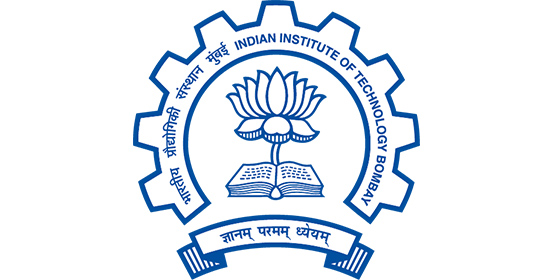 भारतीय प्रौद्योगिकी संस्थान मुंबई
INDIAN INSTITUTE OF TECHNOLOGY BOMBAY
ज्ञानम् परमम् ध्येयम्